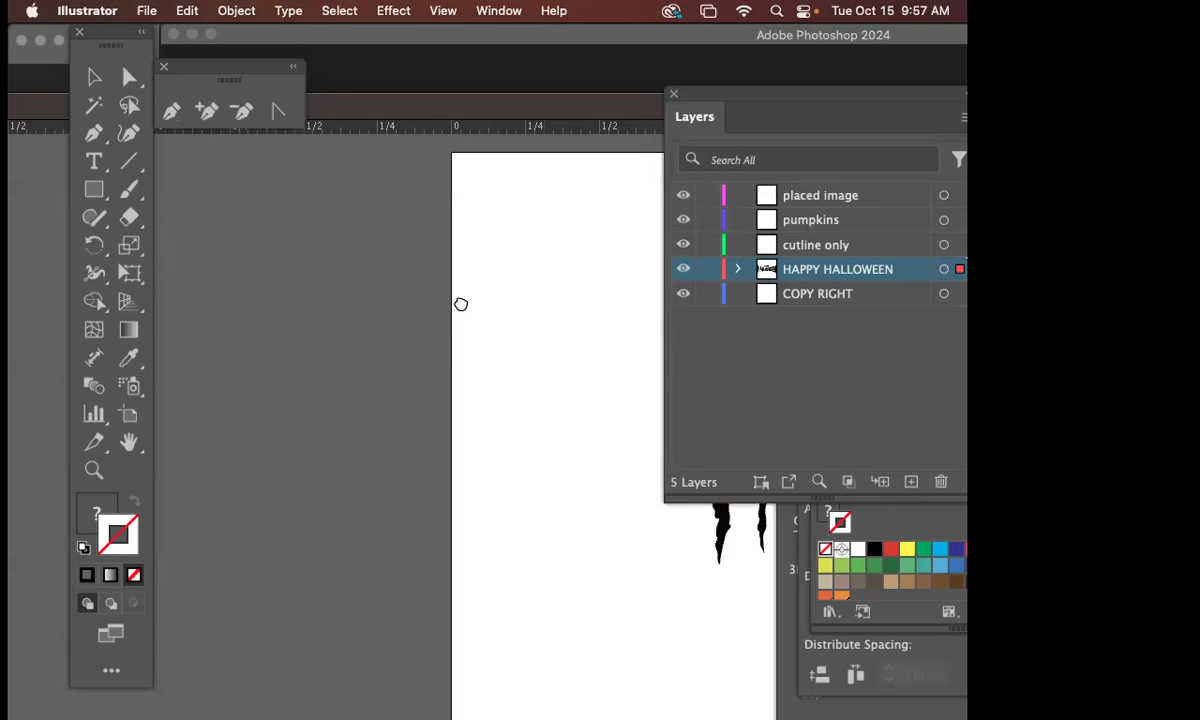 Illustrator File Edit Object Type Select Effect View Window Help Tue Oct 15 9:57 AM
Adobe Photoshop 2024
1/2 1/2 1/4 0 1/4 1/2
Layers
Search All
placed image
pumpkins
cutline only
HAPPY HALLOWEEN
COPY RIGHT
5 Layers
?
?
Distribute Spacing: